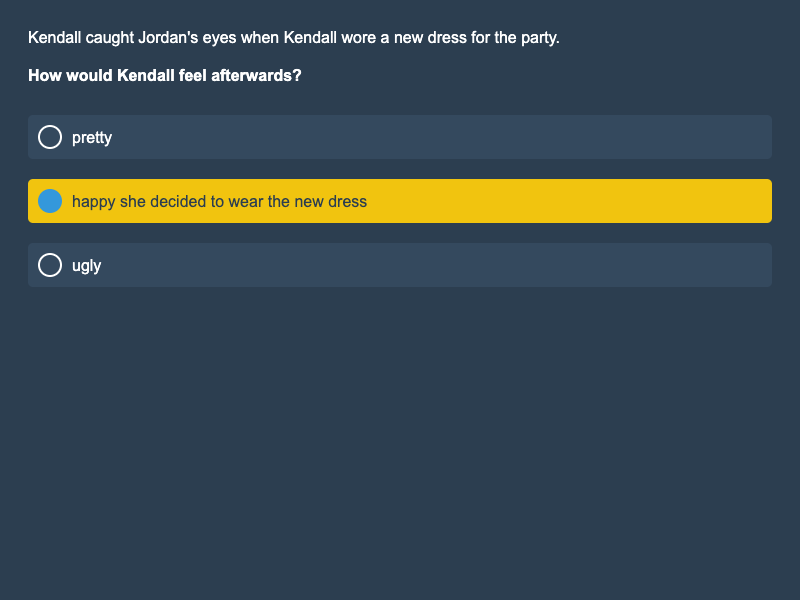 Kendall caught Jordan's eyes when Kendall wore a new dress for the party.
How would Kendall feel afterwards?
pretty
happy she decided to wear the new dress
ugly